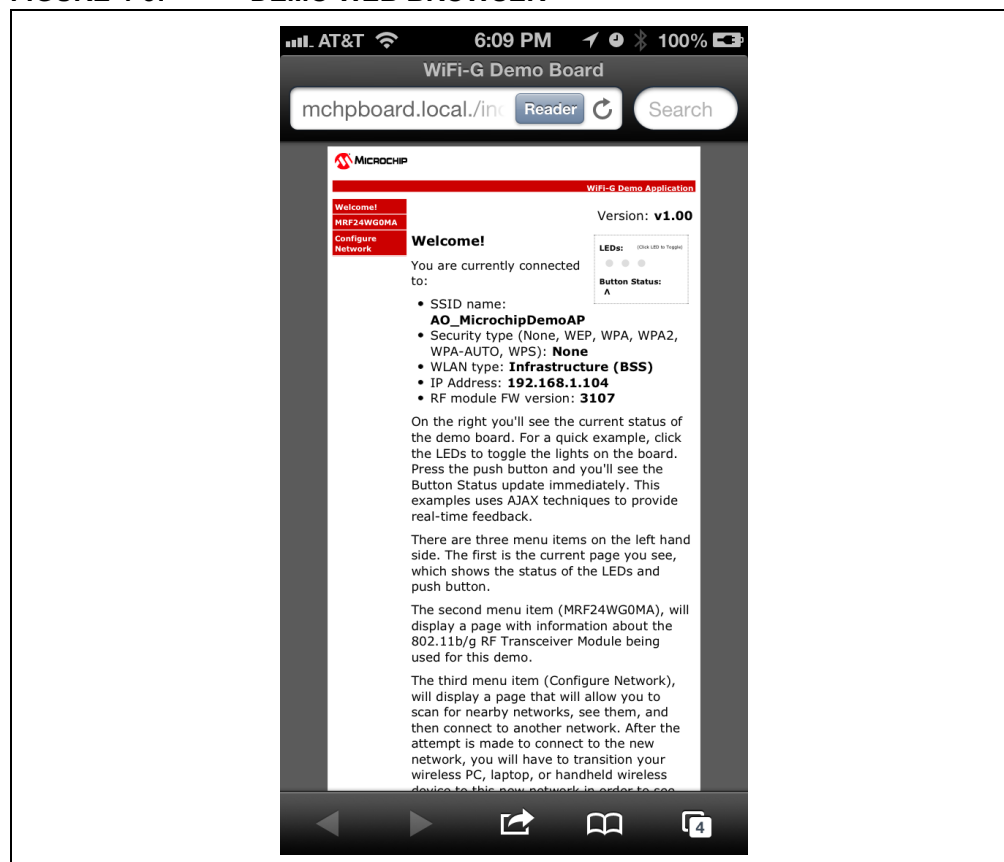 AT&T 6:09 PM 100%
WiFi-G Demo Board
mchpboard.local./in Reader Search
MICROCHIP
WiFi-G Demo Application
Welcome!
MRF24WG0MA
Configure
Network
Version: v1.00
LEDs: (Click LED to Toggle)
Button Status:
Λ
Welcome!
You are currently connected
to:
• SSID name:
AO_MicrochipDemoAP
• Security type (None, WEP, WPA, WPA2,
WPA-AUTO, WPS): None
• WLAN type: Infrastructure (BSS)
• IP Address: 192.168.1.104
• RF module FW version: 3107
On the right you'll see the current status of
the demo board. For a quick example, click
the LEDs to toggle the lights on the board.
Press the push button and you'll see the
Button Status update immediately. This
examples uses AJAX techniques to provide
real-time feedback.
There are three menu items on the left hand
side. The first is the current page you see,
which shows the status of the LEDs and
push button.
The second menu item (MRF24WG0MA), will
display a page with information about the
802.11b/g RF Transceiver Module being
used for this demo.
The third menu item (Configure Network),
will display a page that will allow you to
scan for nearby networks, see them, and
then connect to another network. After the
attempt is made to connect to the new
network, you will have to transition your
wireless PC, laptop, or handheld wireless
device to this new network in order to see
4